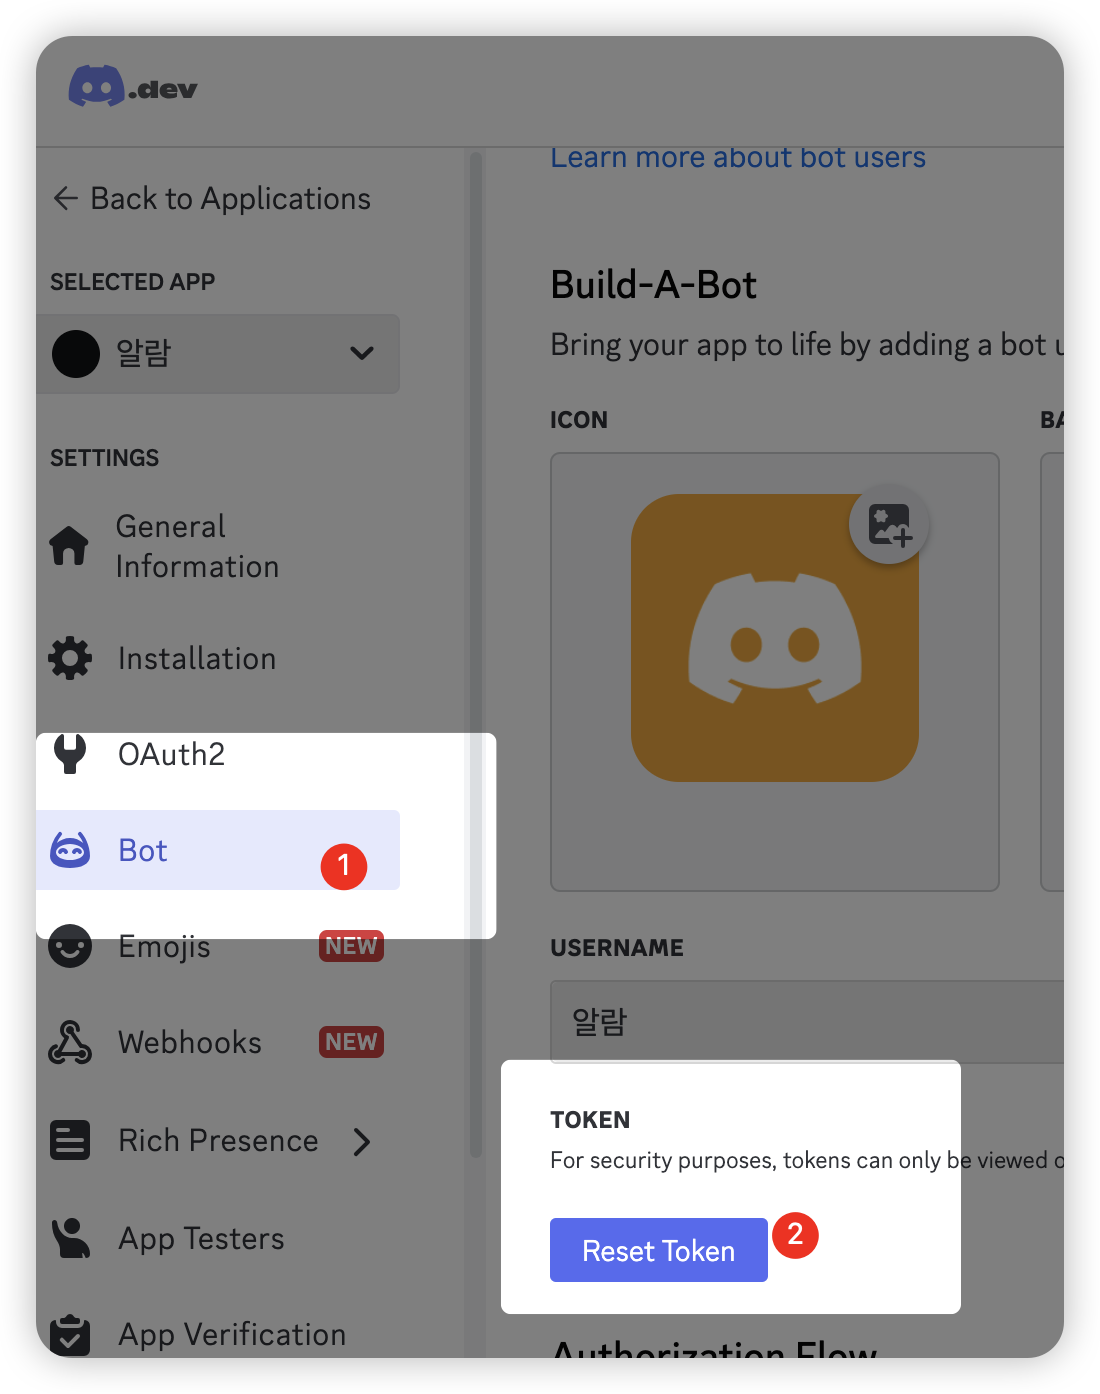 .dev
← Back to Applications
SELECTED APP
알람
SETTINGS
General
Information
Installation
OAuth2
Bot
1
Emojis
NEW
Webhooks
NEW
Rich Presence
App Testers
App Verification
Learn more about bot users
Build-A-Bot
Bring your app to life by adding a bot
ICON
USERNAME
알람
TOKEN
For security purposes, tokens can only be viewed
Reset Token
2
Authorization Flow